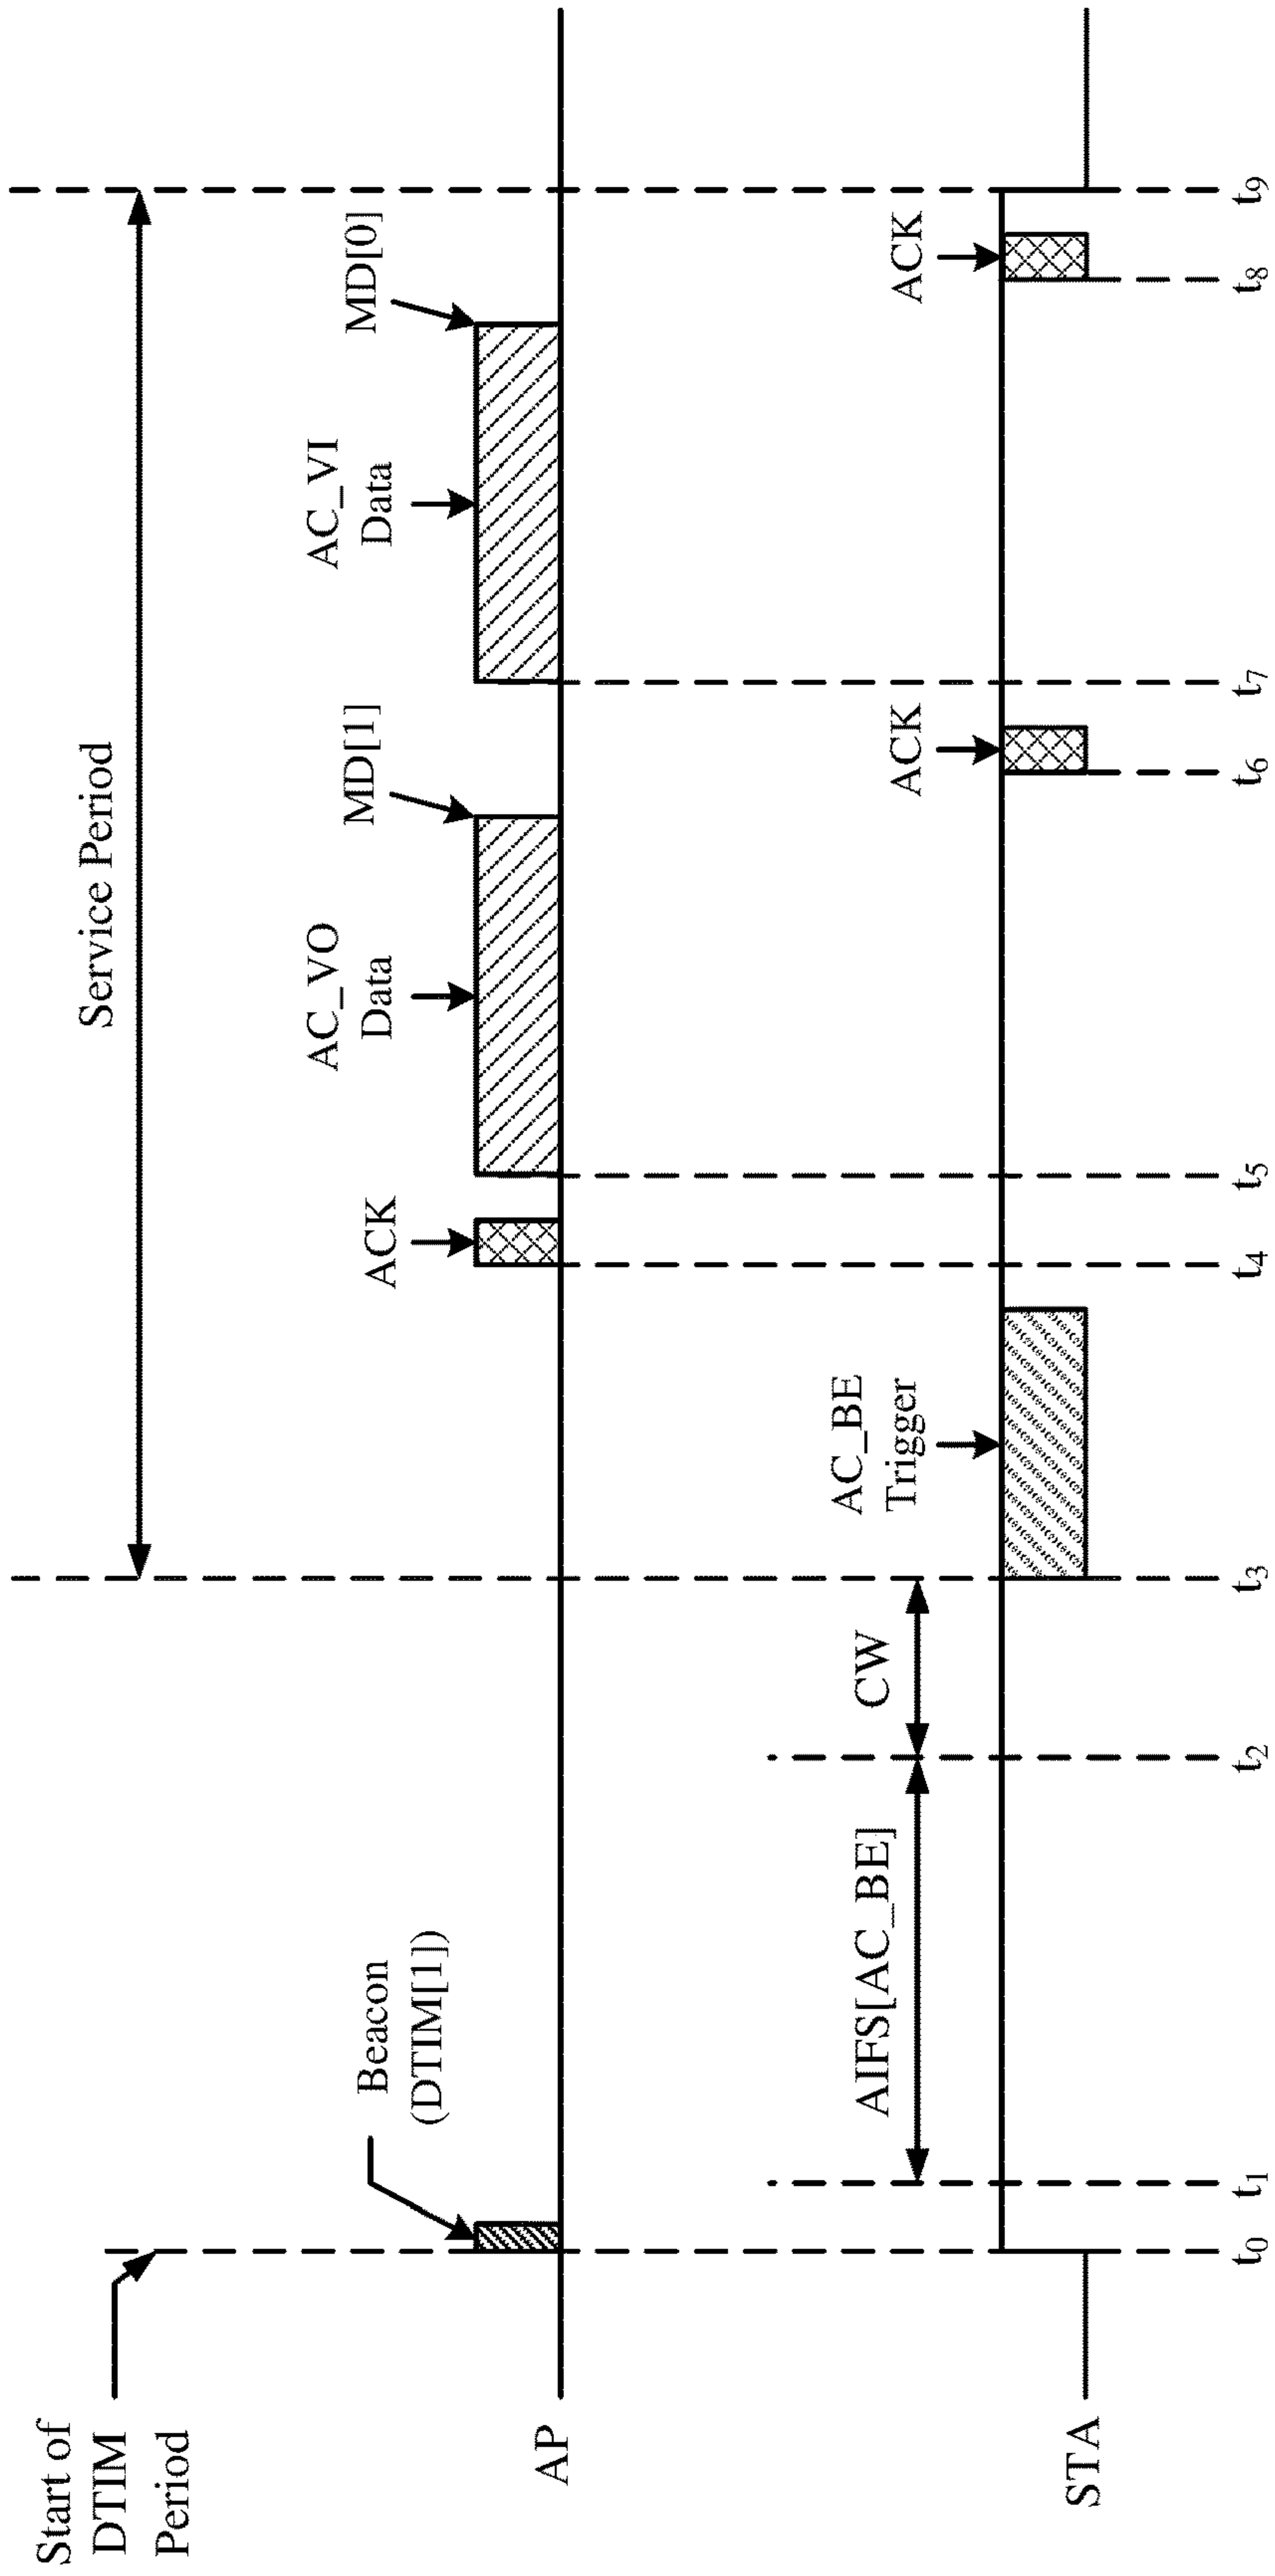 Start of
DTIM
Period
Service Period
Beacon
(DTIM[1])
ACK
AC_VO
Data
MD[1]
AC_VI
Data
MD[0]
AP
AIFS[AC_BE]
CW
AC_BE
Trigger
ACK
ACK
STA
t0
t1
t2
t3
t4
t5
t6
t7
t8
t9